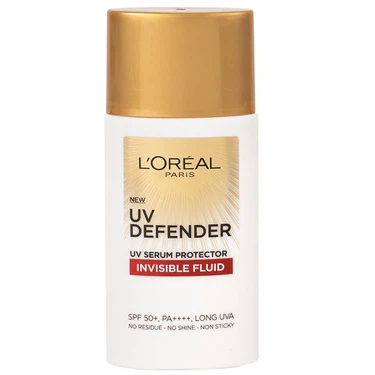 L'ORÉAL
PARIS
NEW
UV
DEFENDER
UV SERUM PROTECTOR
INVISIBLE FLUID
SPF 50+, PA++++, LONG UVA
NO RESIDUE - NO SHINE - NON STICKY